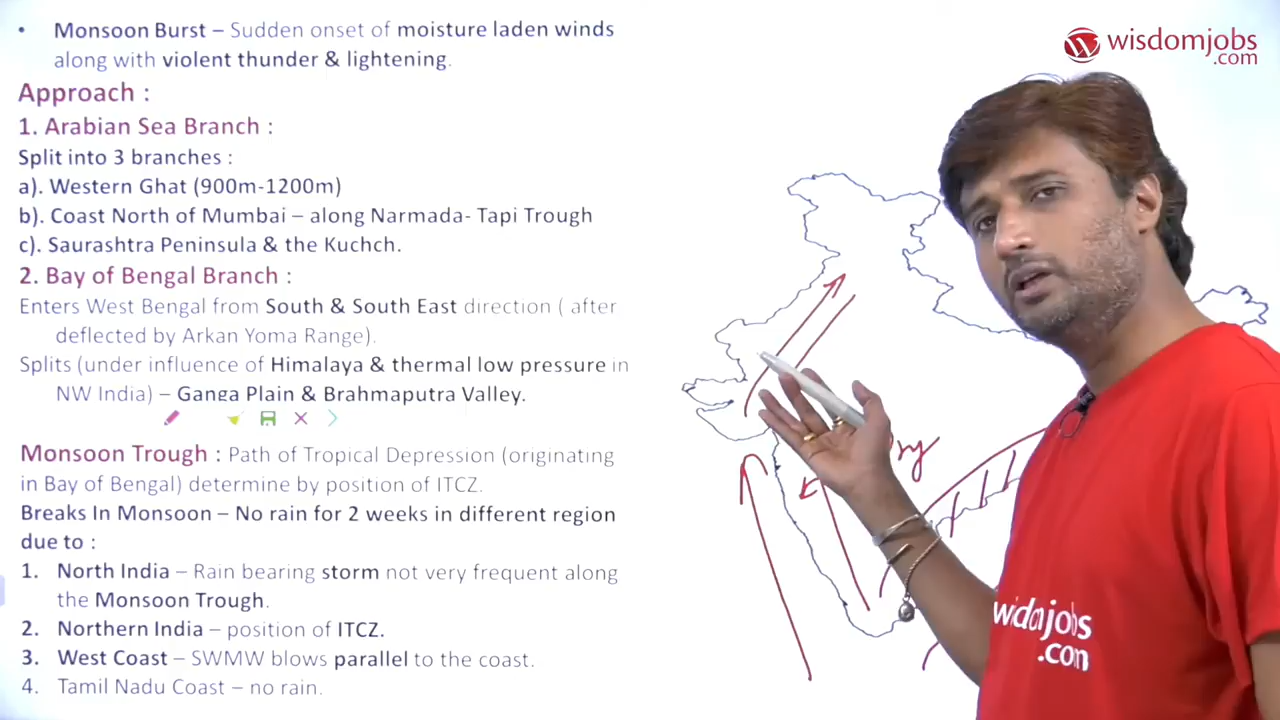 • Monsoon Burst – Sudden onset of moisture laden winds
along with violent thunder & lightening.
Approach :
1. Arabian Sea Branch :
Split into 3 branches :
a). Western Ghat (900m-1200m)
b). Coast North of Mumbai – along Narmada- Tapi Trough
c). Saurashtra Peninsula & the Kuchch.
2. Bay of Bengal Branch :
Enters West Bengal from South & South East direction ( after
deflected by Arkan Yoma Range).
Splits (under influence of Himalaya & thermal low pressure in
NW India) – Ganga Plain & Brahmaputra Valley.
Monsoon Trough : Path of Tropical Depression (originating
in Bay of Bengal) determine by position of ITCZ.
Breaks In Monsoon – No rain for 2 weeks in different region
due to :
1. North India – Rain bearing storm not very frequent along
the Monsoon Trough.
2. Northern India – position of ITCZ.
3. West Coast – SWMW blows parallel to the coast.
4. Tamil Nadu Coast – no rain.
wisdomjobs
.com
wisdomjobs
.com